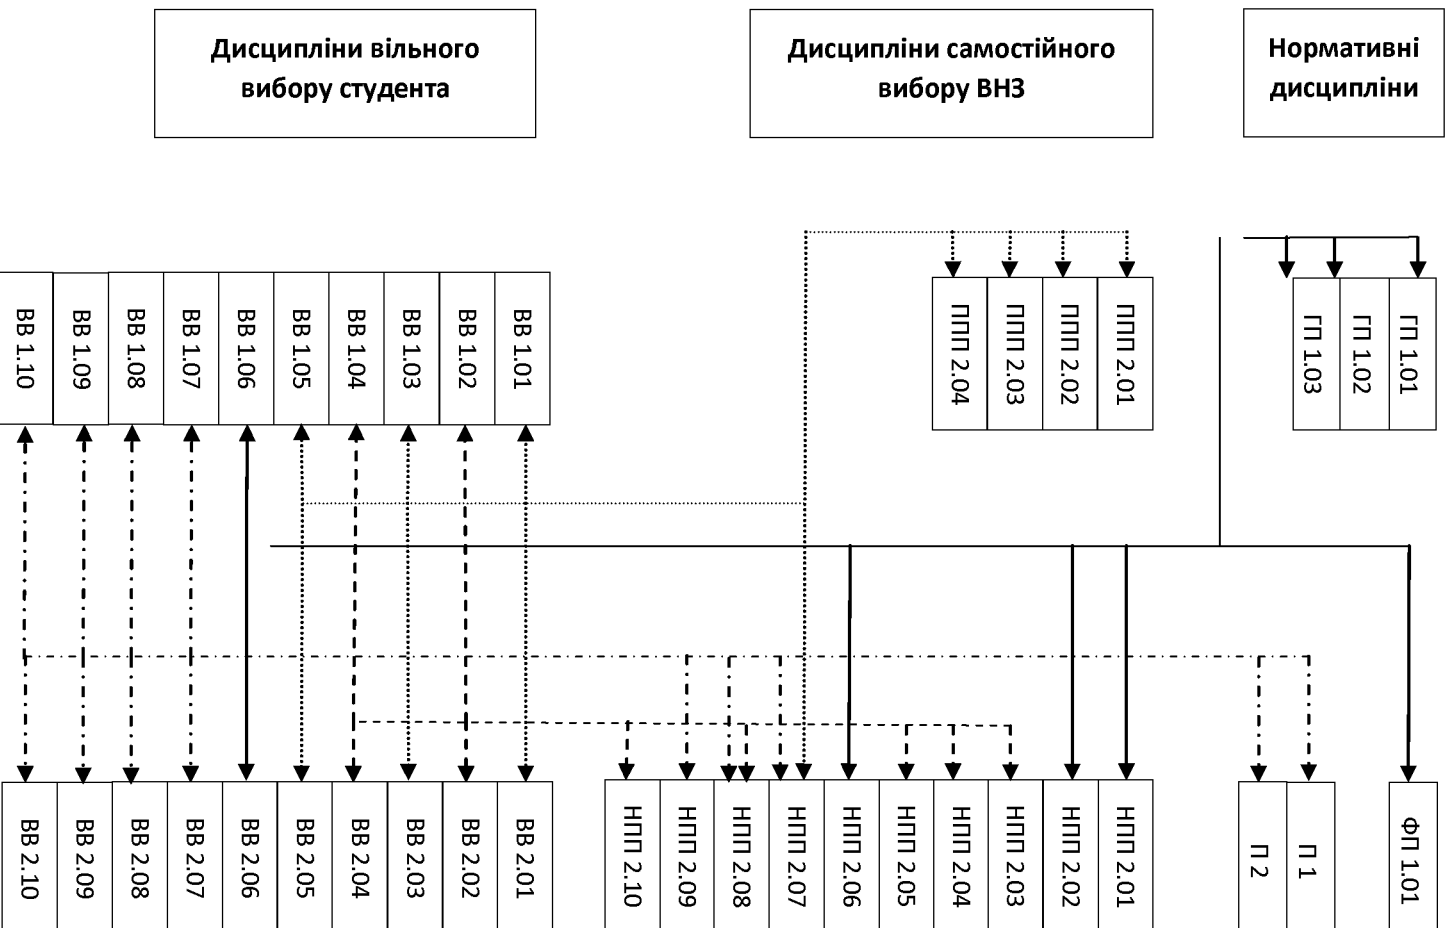 Дисципліни вільного
вибору студента
Дисципліни самостійного
вибору ВНЗ
Нормативні
дисципліни
ВВ 1.10
ВВ 1.09
ВВ 1.08
ВВ 1.07
ВВ 1.06
ВВ 1.05
ВВ 1.04
ВВ 1.03
ВВ 1.02
ВВ 1.01
ППП 2.04
ППП 2.03
ППП 2.02
ППП 2.01
ГП 1.03
ГП 1.02
ГП 1.01
ВВ 2.10
ВВ 2.09
ВВ 2.08
ВВ 2.07
ВВ 2.06
ВВ 2.05
ВВ 2.04
ВВ 2.03
ВВ 2.02
ВВ 2.01
НПП 2.10
НПП 2.09
НПП 2.08
НПП 2.07
НПП 2.06
НПП 2.05
НПП 2.04
НПП 2.03
НПП 2.02
НПП 2.01
П 2
П 1
ФП 1.01